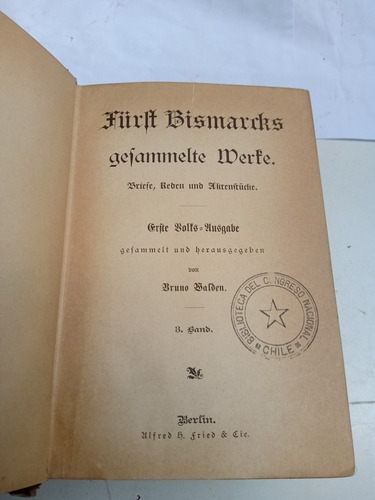 Fürst Bismarcks
gesammelte Werke.
Briefe, Reden und Aktenstücke.
Erste Volks-Ausgabe
gesammelt und herausgegeben
von
Bruno Walden.
3. Band.
Berlin.
Alfred H. Fried & Cie.
BIBLIOTECA DEL CONGRESO NACIONAL
CHILE